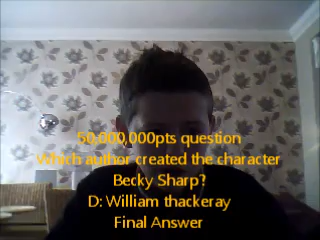 50,000,000pts question
Which author created the character
Becky Sharp?
D: William thackeray
Final Answer